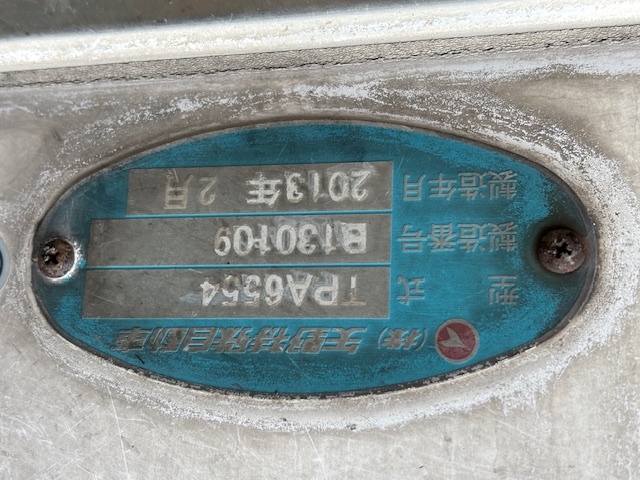 (株)矢野特殊自動車
型式 TPA6554
製造番号 B130109
製造年月 2013年 2月